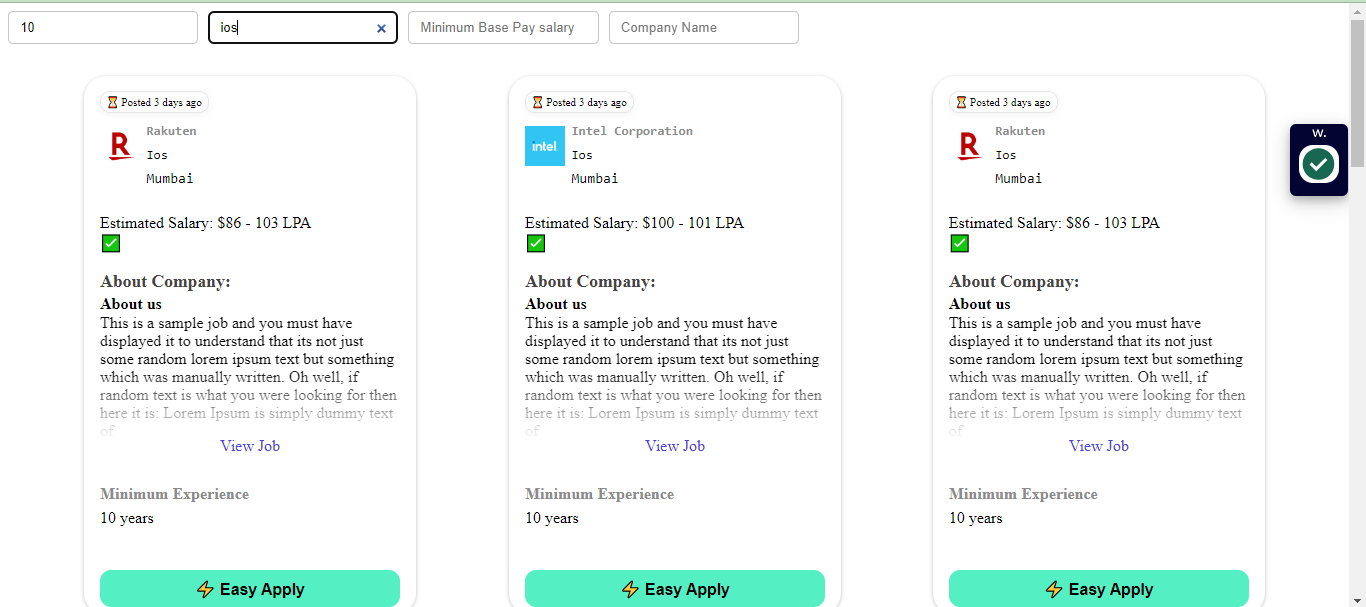 10
ios
Minimum Base Pay salary
Company Name
⌛ Posted 3 days ago
R
Rakuten
Ios
Mumbai
Estimated Salary: $86 - 103 LPA
✅
About Company:
About us
This is a sample job and you must have
displayed it to understand that its not just
some random lorem ipsum text but something
which was manually written. Oh well, if
random text is what you were looking for then
here it is: Lorem Ipsum is simply dummy text
of
View Job
Minimum Experience
10 years
⚡ Easy Apply
⌛ Posted 3 days ago
intel
Intel Corporation
Ios
Mumbai
Estimated Salary: $100 - 101 LPA
✅
About Company:
About us
This is a sample job and you must have
displayed it to understand that its not just
some random lorem ipsum text but something
which was manually written. Oh well, if
random text is what you were looking for then
here it is: Lorem Ipsum is simply dummy text
of
View Job
Minimum Experience
10 years
⚡ Easy Apply
⌛ Posted 3 days ago
R
Rakuten
Ios
Mumbai
Estimated Salary: $86 - 103 LPA
✅
About Company:
About us
This is a sample job and you must have
displayed it to understand that its not just
some random lorem ipsum text but something
which was manually written. Oh well, if
random text is what you were looking for then
here it is: Lorem Ipsum is simply dummy text
of
View Job
Minimum Experience
10 years
⚡ Easy Apply
w.